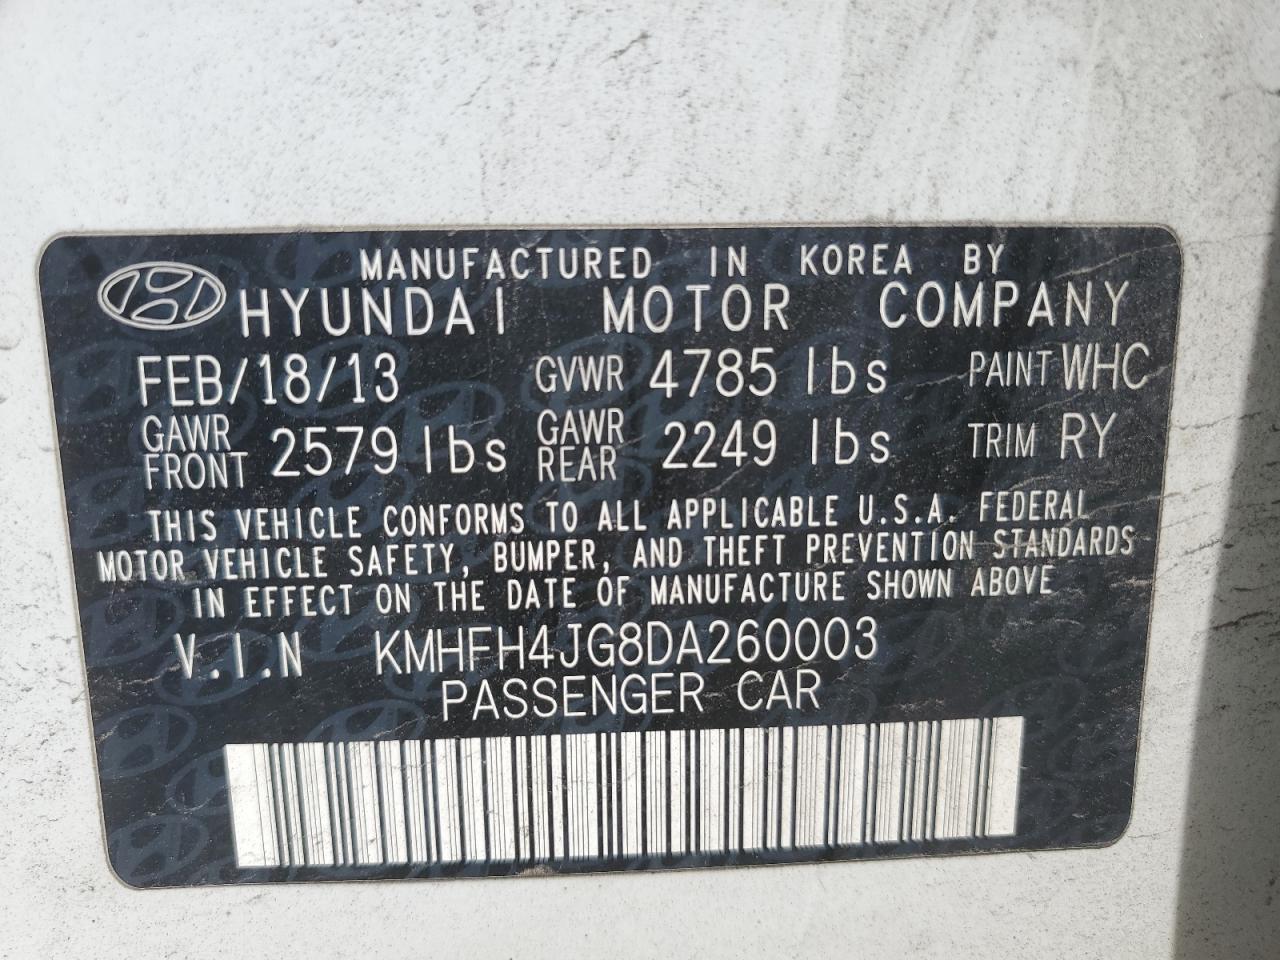 MANUFACTURED IN KOREA BY
HYUNDAI MOTOR COMPANY
FEB/18/13 GVWR 4785 lbs PAINT WHC
GAWR FRONT 2579 lbs GAWR REAR 2249 lbs TRIM RY
THIS VEHICLE CONFORMS TO ALL APPLICABLE U.S.A. FEDERAL
MOTOR VEHICLE SAFETY, BUMPER, AND THEFT PREVENTION STANDARDS
IN EFFECT ON THE DATE OF MANUFACTURE SHOWN ABOVE
V.I.N KMHFH4JG8DA260003
PASSENGER CAR